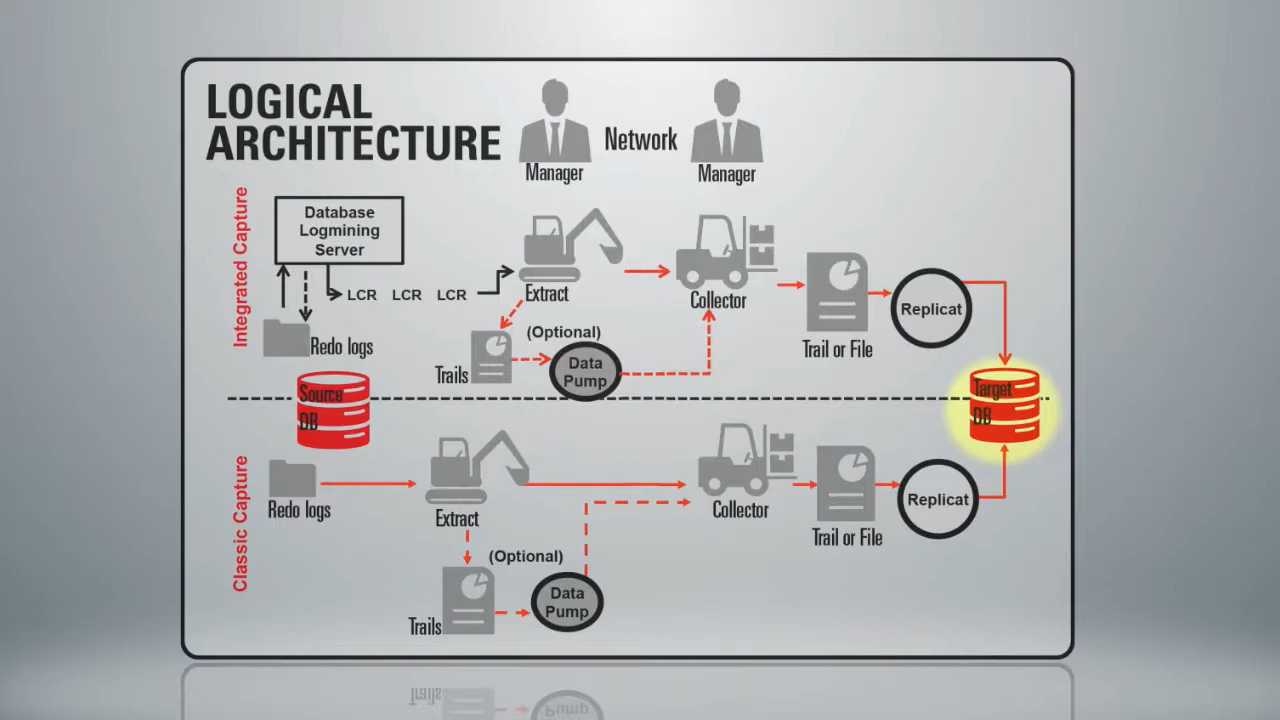 LOGICAL
ARCHITECTURE
Manager
Network
Manager
Integrated Capture
Database
Logmining
Server
LCR LCR LCR
Redo logs
Extract
Collector
Trail or File
Replicat
(Optional)
Trails
Data
Pump
Source
DB
Target
DB
Classic Capture
Redo logs
Extract
Collector
Trail or File
Replicat
(Optional)
Trails
Data
Pump